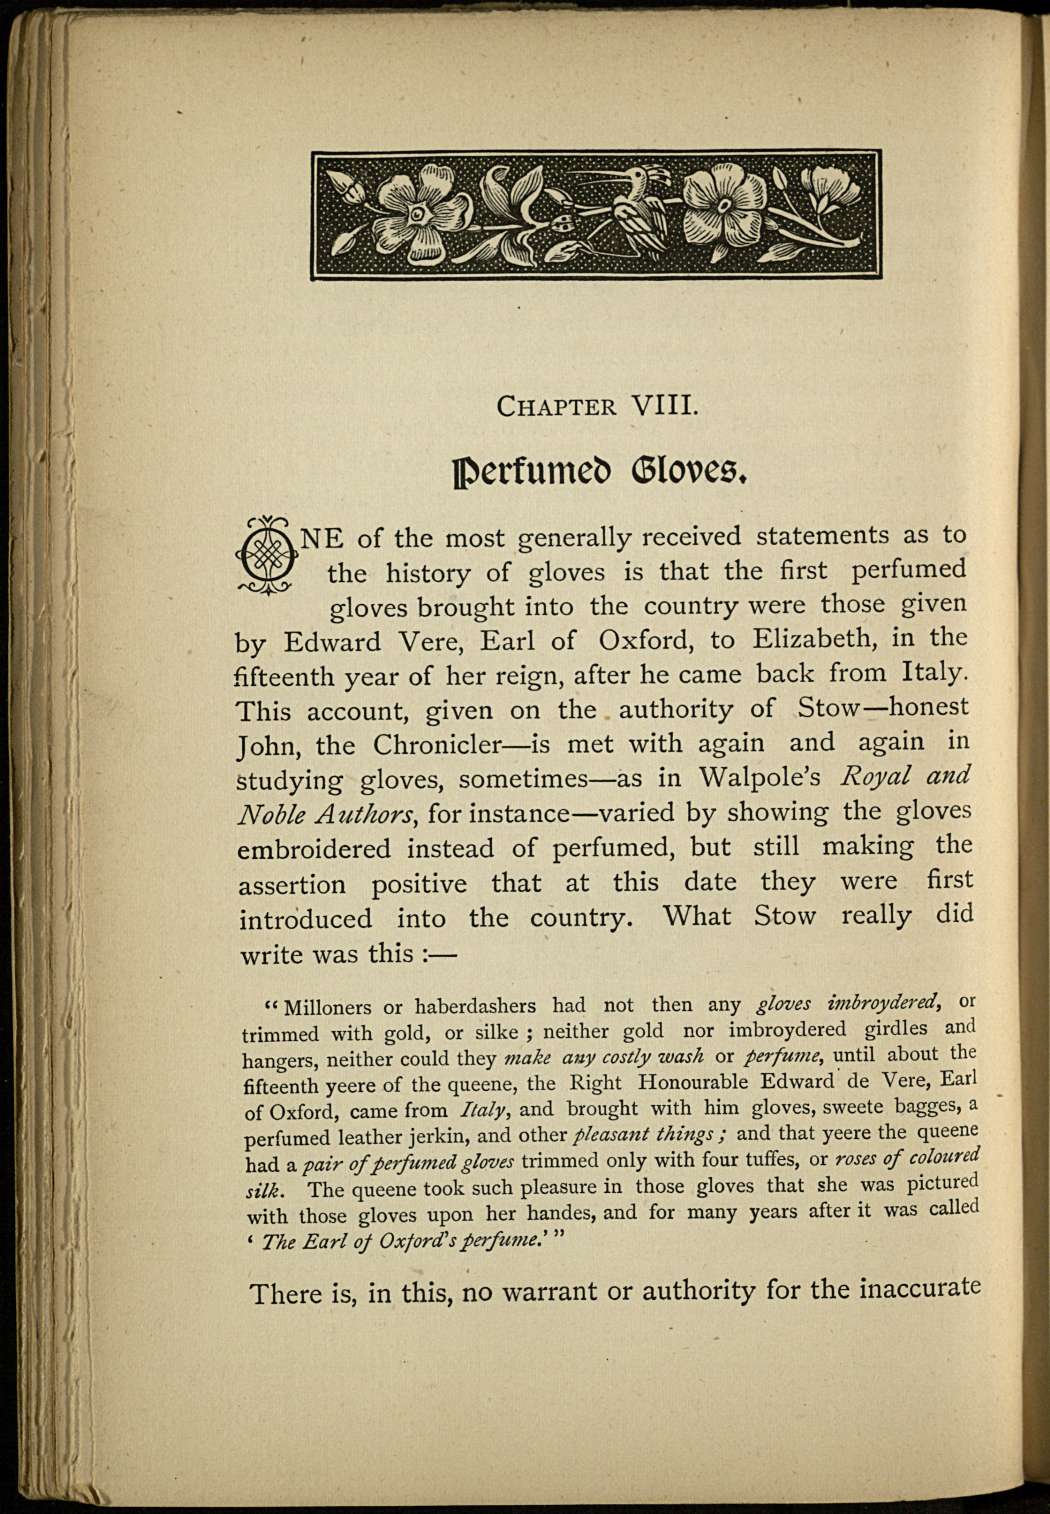 CHAPTER VIII.
Perfumed Gloves.
ONE of the most generally received statements as to
the history of gloves is that the first perfumed
gloves brought into the country were those given
by Edward Vere, Earl of Oxford, to Elizabeth, in the
fifteenth year of her reign, after he came back from Italy.
This account, given on the authority of Stow—honest
John, the Chronicler—is met with again and again in
studying gloves, sometimes—as in Walpole's Royal and
Noble Authors, for instance—varied by showing the gloves
embroidered instead of perfumed, but still making the
assertion positive that at this date they were first
introduced into the country. What Stow really did
write was this :—
“Milloners or haberdashers had not then any gloves imbroydered, or
trimmed with gold, or silke ; neither gold nor imbroydered girdles and
hangers, neither could they make any costly wash or perfume, until about the
fifteenth yeere of the queene, the Right Honourable Edward de Vere, Earl
of Oxford, came from Italy, and brought with him gloves, sweete bagges, a
perfumed leather jerkin, and other pleasant things ; and that yeere the queene
had a pair of perfumed gloves trimmed only with four tuffes, or roses of coloured
silk. The queene took such pleasure in those gloves that she was pictured
with those gloves upon her handes, and for many years after it was called
‘ The Earl of Oxford's perfume.’ ”
There is, in this, no warrant or authority for the inaccurate